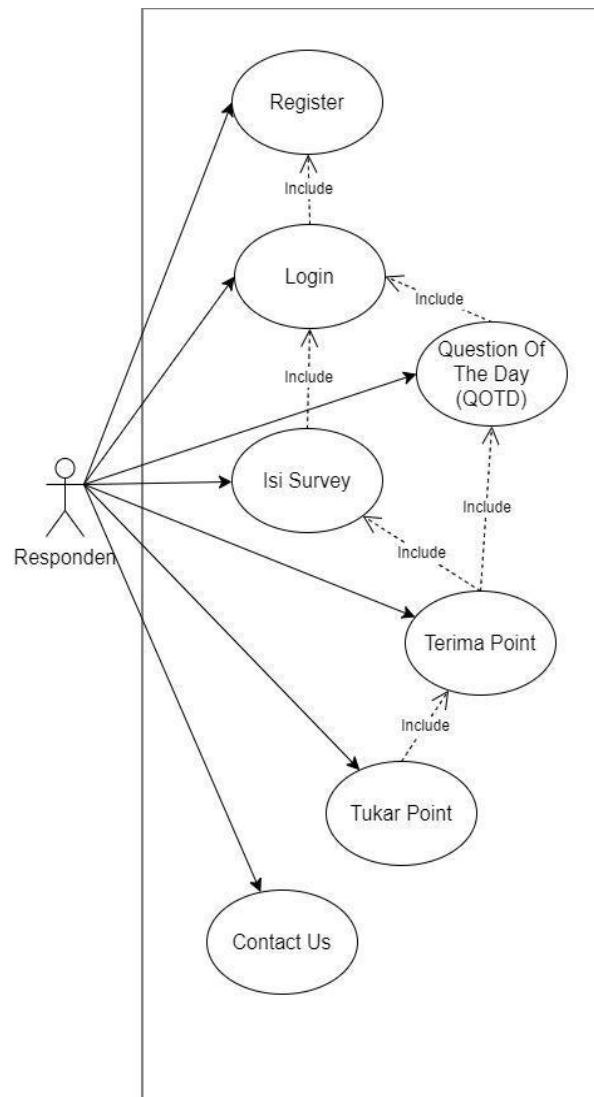 Register
Include
Login
Include
Question Of
The Day
(QOTD)
Include
Isi Survey
Include
Include
Responden
Terima Point
Include
Tukar Point
Contact Us